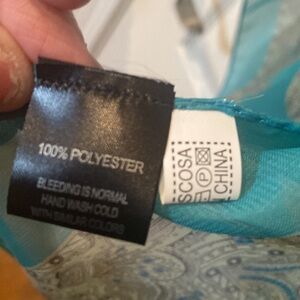 100% POLYESTER
BLEEDING IS NORMAL
HAND WASH COLD
WITH SIMILAR COLORS
SCOSA
P
CHINA